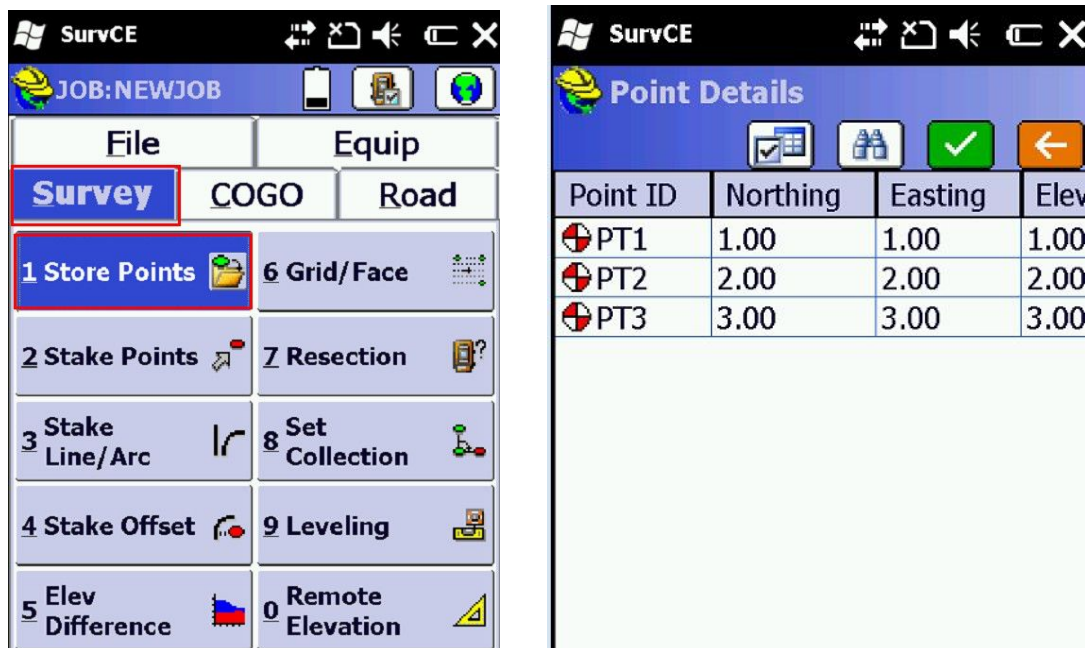 SurvCE
JOB:NEWJOB
File Equip
Survey COGO Road
1 Store Points 6 Grid/Face
2 Stake Points 7 Resection
3 Stake Line/Arc 8 Set Collection
4 Stake Offset 9 Leveling
5 Elev Difference 0 Remote Elevation
SurvCE
Point Details
Point ID Northing Easting Elev
PT1 1.00 1.00 1.00
PT2 2.00 2.00 2.00
PT3 3.00 3.00 3.00